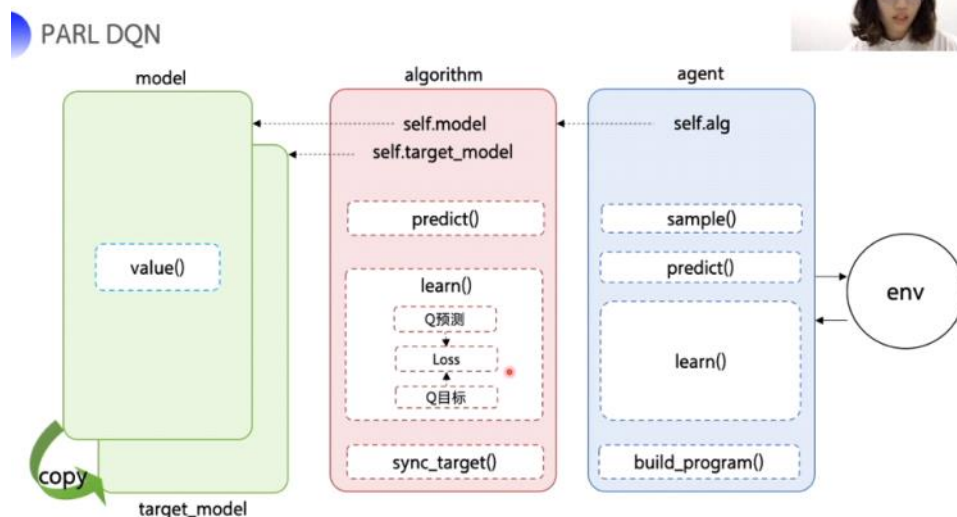 PARL DQN
model
value()
copy
target_model
algorithm
self.model
self.target_model
predict()
learn()
Q预测
Loss
Q目标
sync_target()
agent
self.alg
sample()
predict()
learn()
build_program()
env